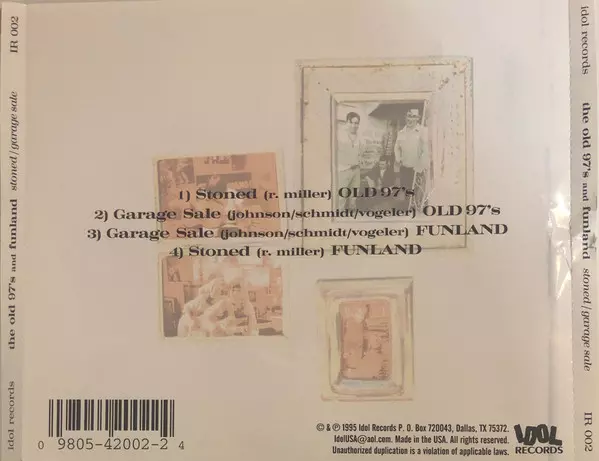 idol records the old 97's and funland stoned/garage sale IR 002
1) Stoned (r. miller) OLD 97's
2) Garage Sale (johnson/schmidt/vogeler) OLD 97's
3) Garage Sale (johnson/schmidt/vogeler) FUNLAND
4) Stoned (r. miller) FUNLAND
0 9805-42002-2 4
© & ℗ 1995 Idol Records P. O. Box 720043, Dallas, TX 75372.
IdolUSA@aol.com. Made in the USA. All rights reserved.
Unauthorized duplication is a violation of applicable laws.
IDOL
RECORDS
idol records the old 97's and funland stoned/garage sale IR 002